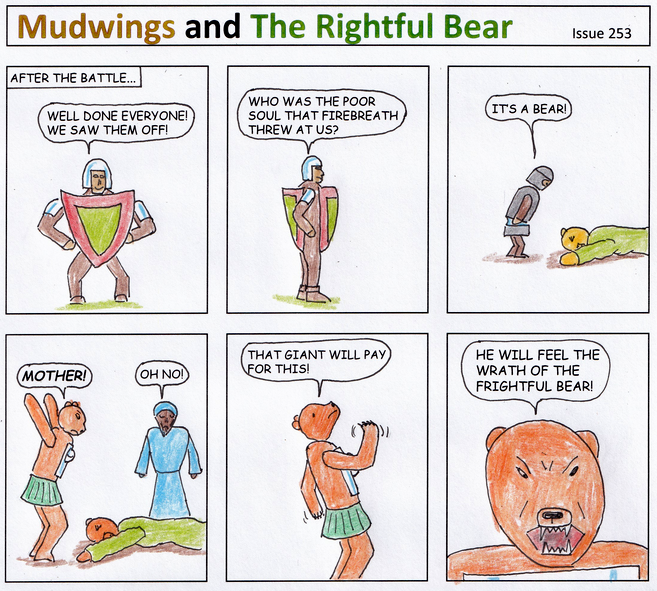 Mudwings and The Rightful Bear
Issue 253
AFTER THE BATTLE...
WELL DONE EVERYONE!
WE SAW THEM OFF!
WHO WAS THE POOR
SOUL THAT FIREBREATH
THREW AT US?
IT'S A BEAR!
MOTHER!
OH NO!
THAT GIANT WILL PAY
FOR THIS!
HE WILL FEEL THE
WRATH OF THE
FRIGHTFUL BEAR!